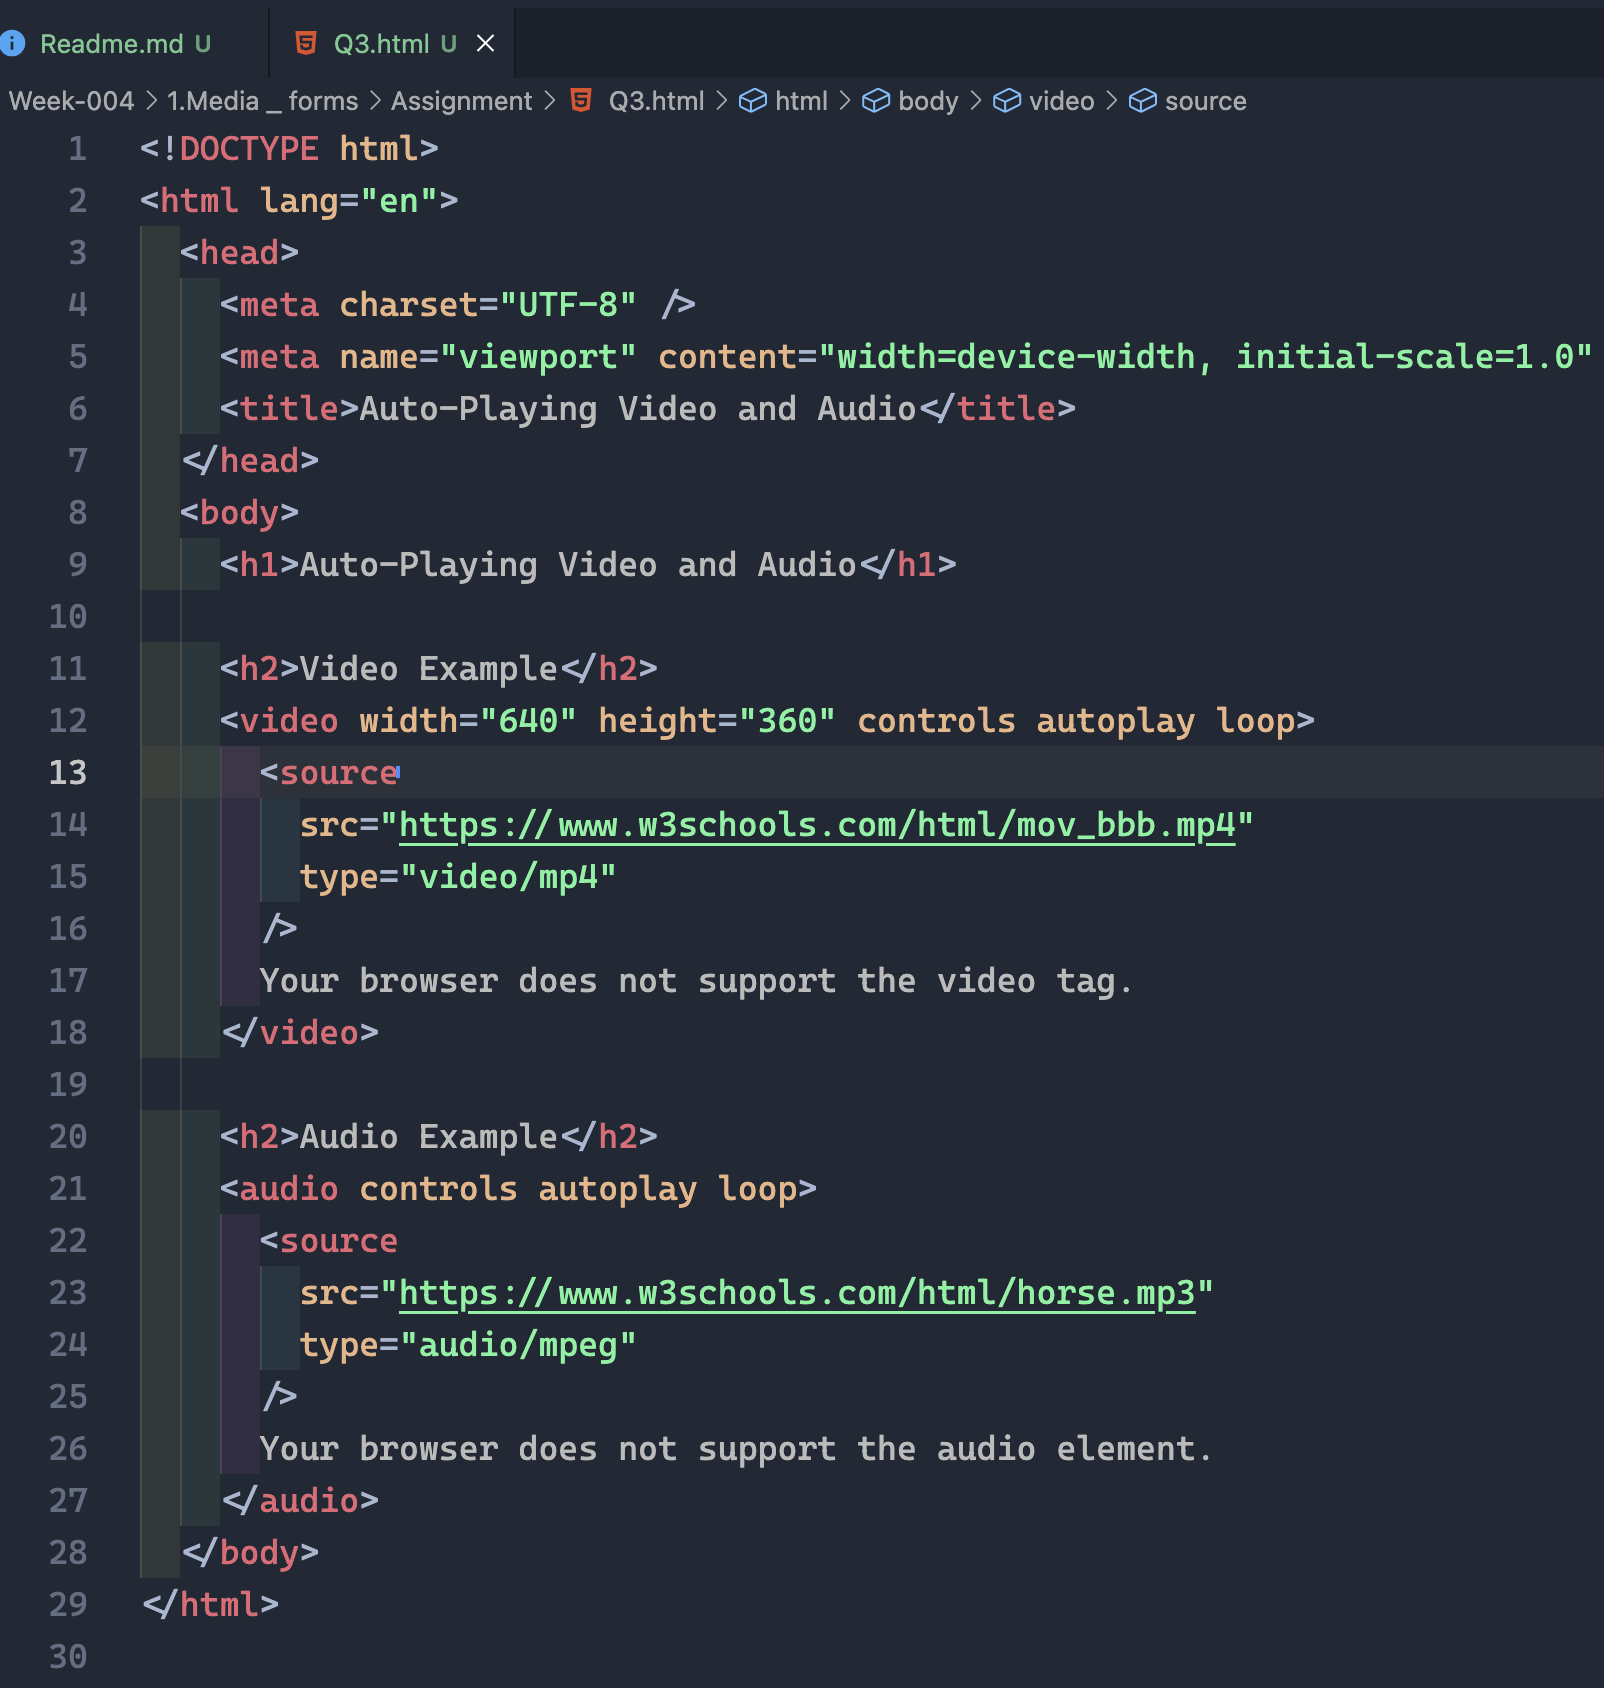 Readme.md U Q3.html U
Week-004 > 1.Media _ forms > Assignment > Q3.html > html > body > video > source
1 <!DOCTYPE html>
2 <html lang="en">
3 <head>
4 <meta charset="UTF-8" />
5 <meta name="viewport" content="width=device-width, initial-scale=1.0"
6 <title>Auto-Playing Video and Audio</title>
7 </head>
8 <body>
9 <h1>Auto-Playing Video and Audio</h1>
10
11 <h2>Video Example</h2>
12 <video width="640" height="360" controls autoplay loop>
13 <source
14 src="https://www.w3schools.com/html/mov_bbb.mp4"
15 type="video/mp4"
16 />
17 Your browser does not support the video tag.
18 </video>
19
20 <h2>Audio Example</h2>
21 <audio controls autoplay loop>
22 <source
23 src="https://www.w3schools.com/html/horse.mp3"
24 type="audio/mpeg"
25 />
26 Your browser does not support the audio element.
27 </audio>
28 </body>
29 </html>
30